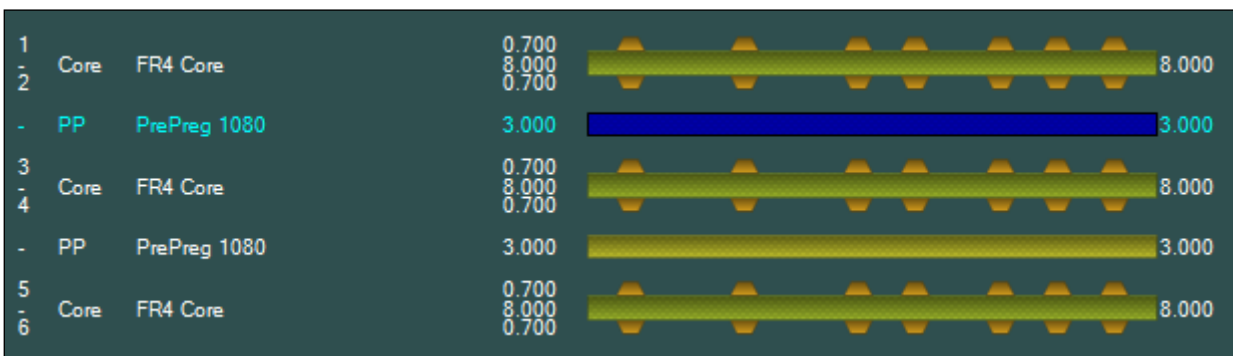 1 0.700
- Core FR4 Core 8.000 8.000
2 0.700
- PP PrePreg 1080 3.000 3.000
3 0.700
- Core FR4 Core 8.000 8.000
4 0.700
- PP PrePreg 1080 3.000 3.000
5 0.700
- Core FR4 Core 8.000 8.000
6 0.700